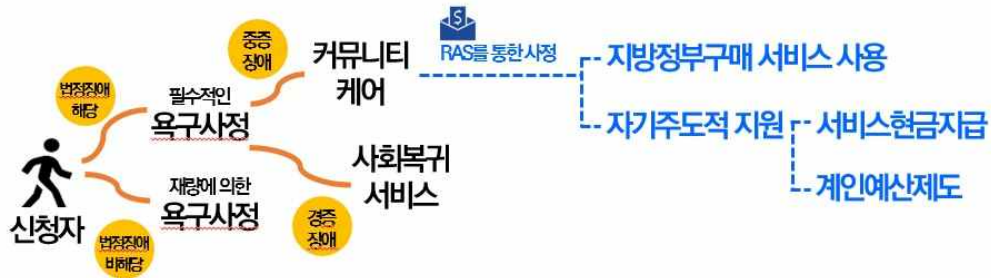 중증
장애
커뮤니티
케어
RAS를 통한 사정
지방정부구매 서비스 사용
법정장애
해당
필수적인
욕구사정
자기주도적 지원
서비스현금지급
신청자
재량에 의한
욕구사정
사회복귀
서비스
계인예산제도
법정장애
비해당
경증
장애